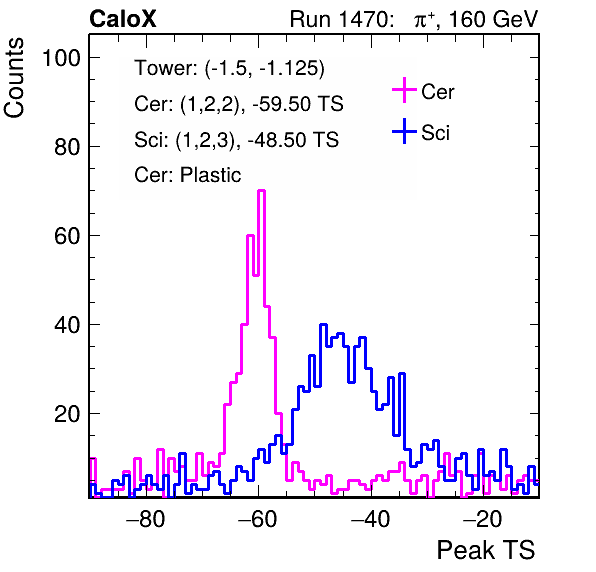 CaloX Run 1470: π⁺, 160 GeV
Counts
Tower: (-1.5, -1.125)
Cer: (1,2,2), -59.50 TS
Sci: (1,2,3), -48.50 TS
Cer: Plastic
Cer
Sci
100
80
60
40
20
−80 −60 −40 −20
Peak TS